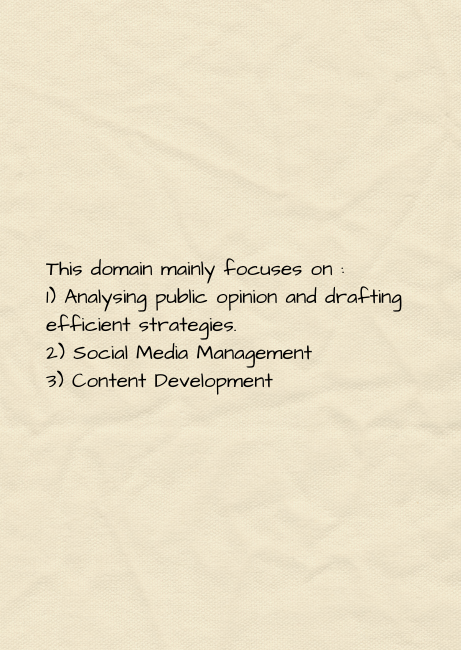 This domain mainly focuses on :
1) Analysing public opinion and drafting
efficient strategies.
2) Social Media Management
3) Content Development